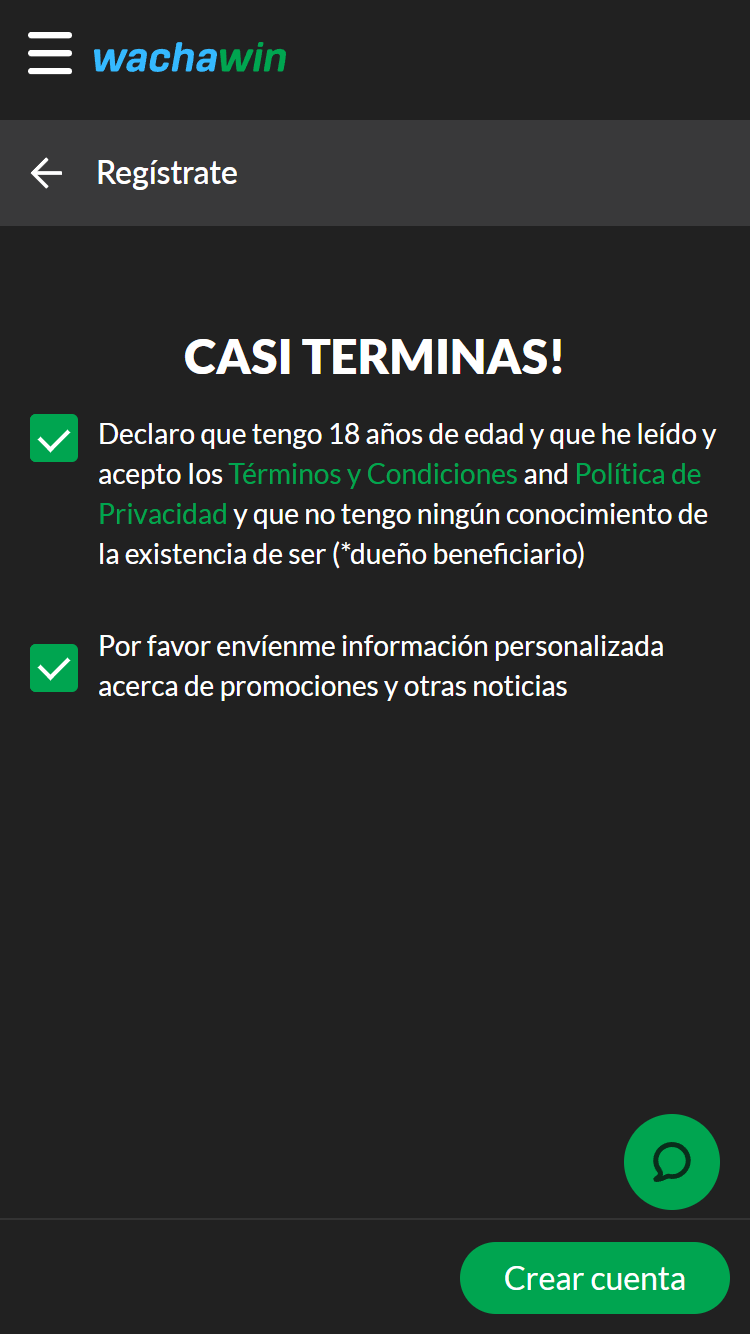 wachawin
Regístrate
CASI TERMINAS!
Declaro que tengo 18 años de edad y que he leído y
acepto los Términos y Condiciones and Política de
Privacidad y que no tengo ningún conocimiento de
la existencia de ser (*dueño beneficiario)
Por favor envíenme información personalizada
acerca de promociones y otras noticias
Crear cuenta